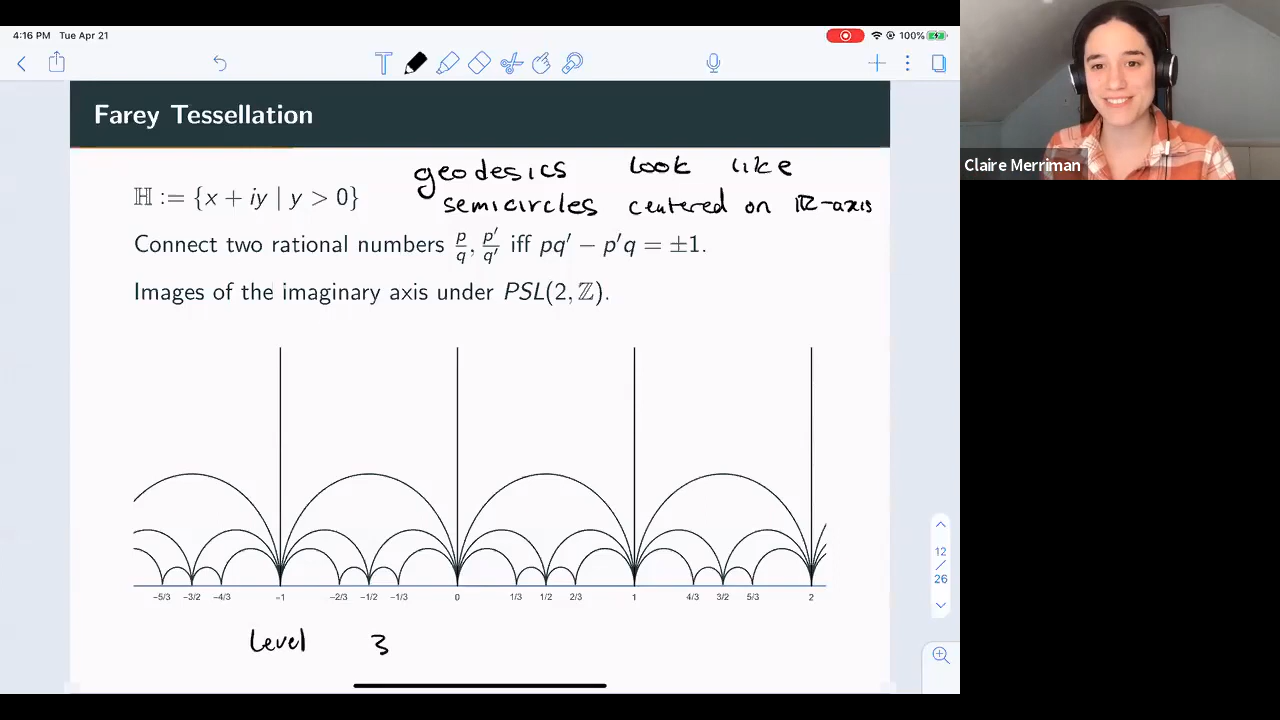 4:16 PM Tue Apr 21
100%
Farey Tessellation
geodesics look like
ℍ := {x + iy | y > 0}
semicircles centered on ℝ-axis
Connect two rational numbers p/q, p′/q′ iff pq′ − p′q = ±1.
Images of the imaginary axis under PSL(2, ℤ).
−5/3 −3/2 −4/3 −1 −2/3 −1/2 −1/3 0 1/3 1/2 2/3 1 4/3 3/2 5/3 2
Level 3
12
/
26
Claire Merriman